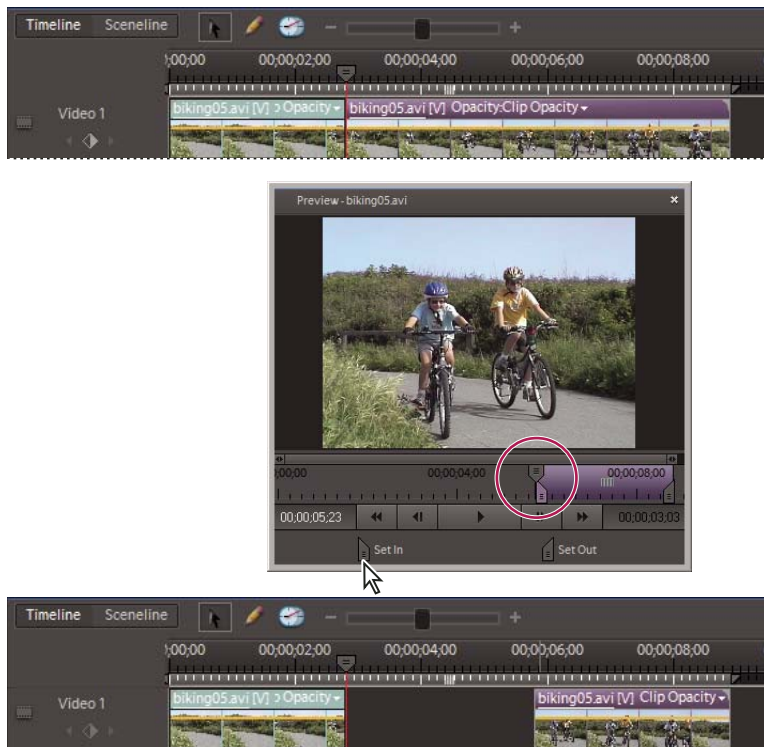 Timeline Sceneline
;00;00 00;00;02;00 00;00;04;00 00;00;06;00 00;00;08;00
Video 1 biking05.avi [V] Opacity biking05.avi [V] Opacity:Clip Opacity
Preview - biking05.avi ×
;00;00 00;00;04;00 00;00;08;00
00;00;05;23 00;00;03;03
Set In Set Out
Timeline Sceneline
;00;00 00;00;02;00 00;00;04;00 00;00;06;00 00;00;08;00
Video 1 biking05.avi [V] Opacity biking05.avi [V] Clip Opacity